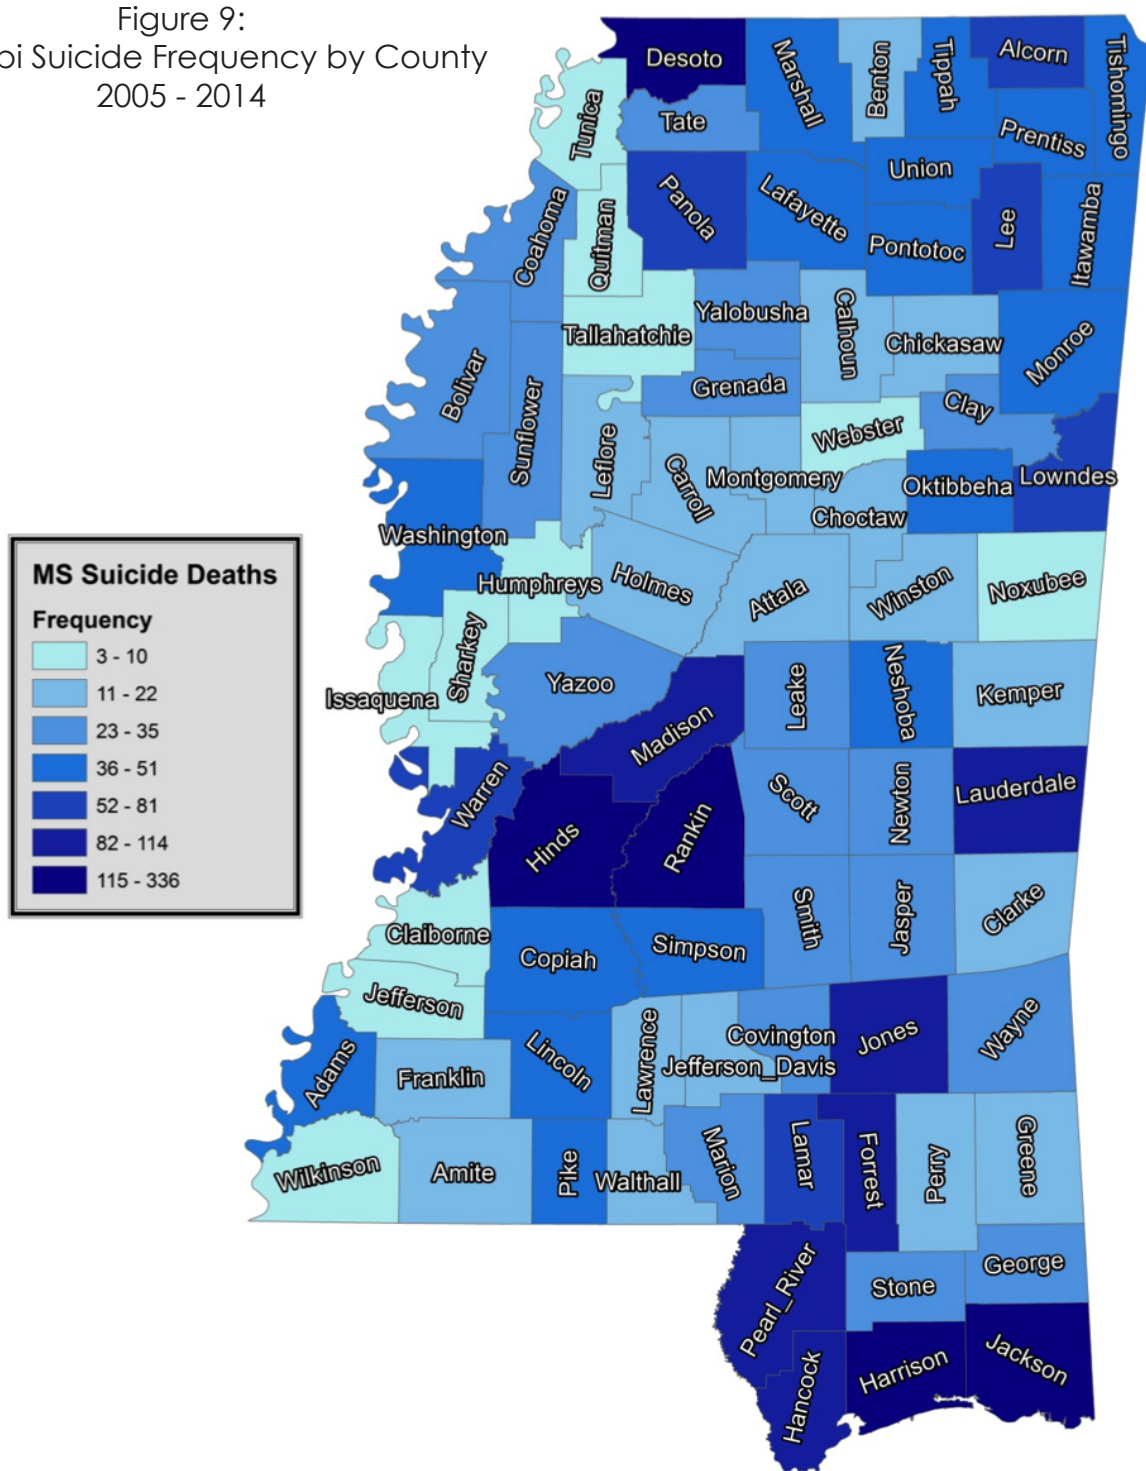 Figure 9:
pi Suicide Frequency by County
2005 - 2014
Desoto
Marshall
Benton
Tippah
Alcorn
Tishomingo
Tunica
Tate
Prentiss
Panola
Lafayette
Union
Pontotoc
Lee
Itawamba
Coahoma
Quitman
Tallahatchie
Yalobusha
Calhoun
Chickasaw
Monroe
Bolivar
Sunflower
Leflore
Grenada
Carroll
Montgomery
Webster
Clay
Choctaw
Oktibbeha
Lowndes
Washington
Humphreys
Holmes
Attala
Winston
Noxubee
MS Suicide Deaths
Frequency
3 - 10
11 - 22
23 - 35
36 - 51
52 - 81
82 - 114
115 - 336
Issaquena
Sharkey
Yazoo
Madison
Leake
Neshoba
Kemper
Warren
Hinds
Rankin
Scott
Newton
Lauderdale
Claiborne
Copiah
Simpson
Smith
Jasper
Clarke
Jefferson
Adams
Franklin
Lincoln
Lawrence
Jefferson_Davis
Covington
Jones
Wayne
Wilkinson
Amite
Pike
Walthall
Marion
Lamar
Forrest
Perry
Greene
Pearl_River
Stone
George
Hancock
Harrison
Jackson